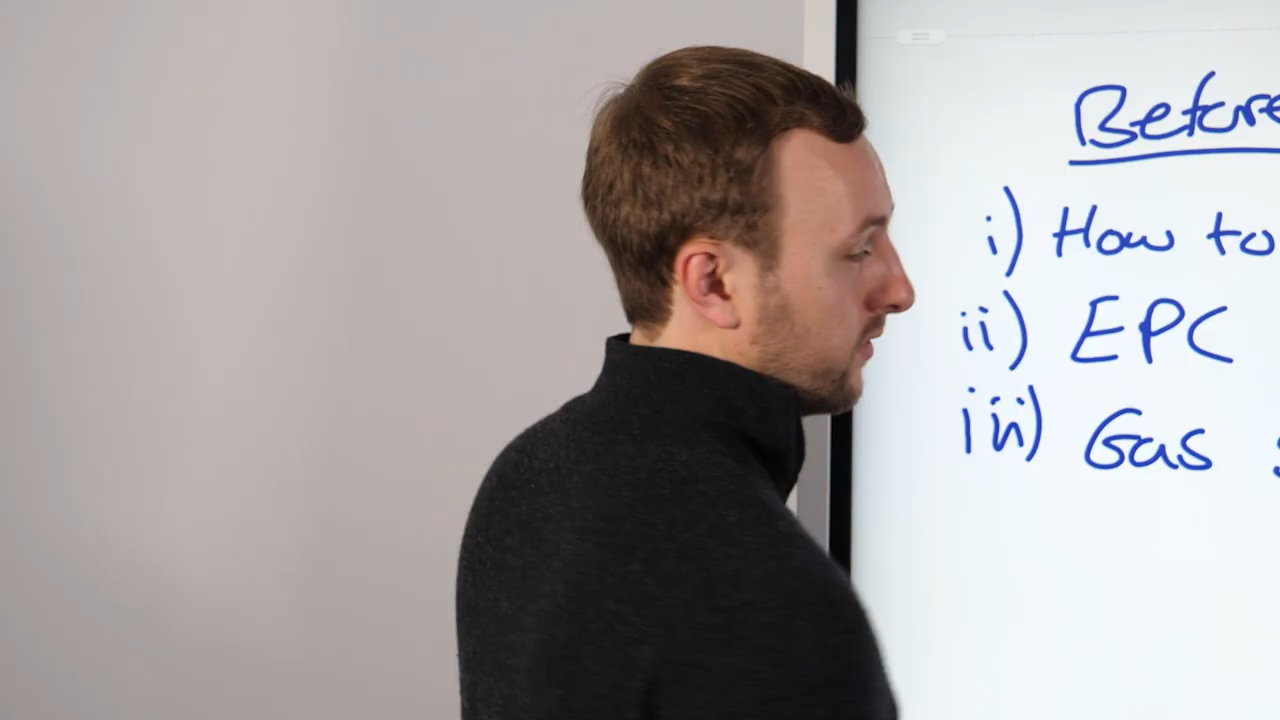 Before
i) How to
ii) EPC
iii) Gas